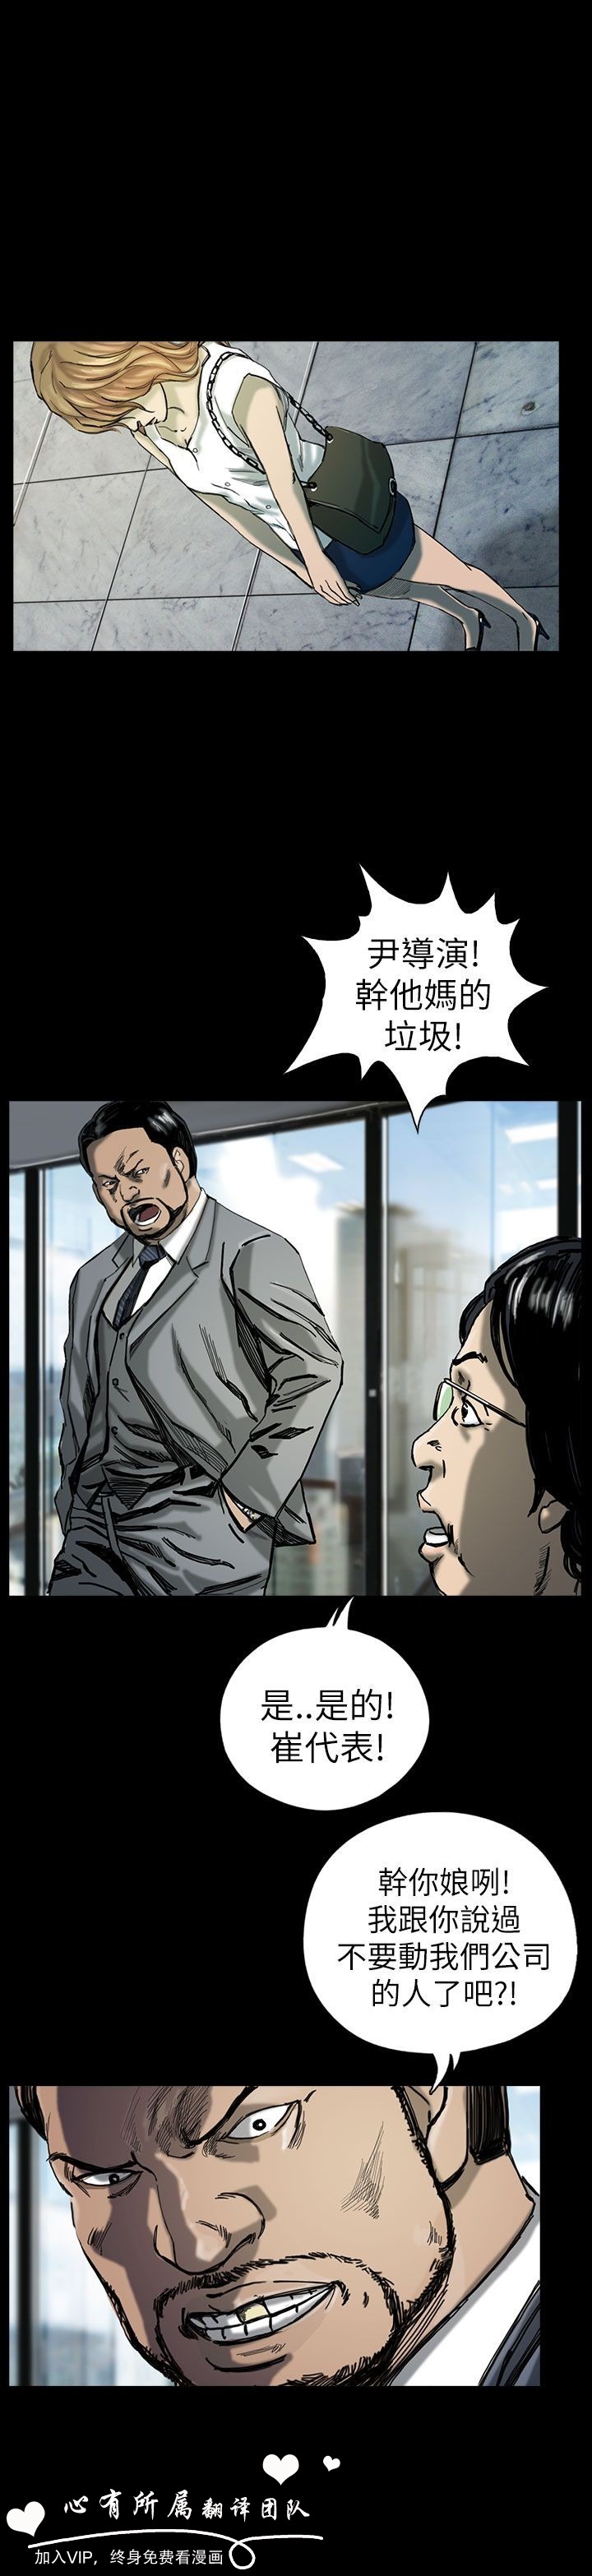 尹導演!
幹他媽的
垃圾!
是..是的!
崔代表!
幹你娘咧!
我跟你說過
不要動我們公司
的人了吧?!
心有所属翻译团队
加入VIP，终身免费看漫画